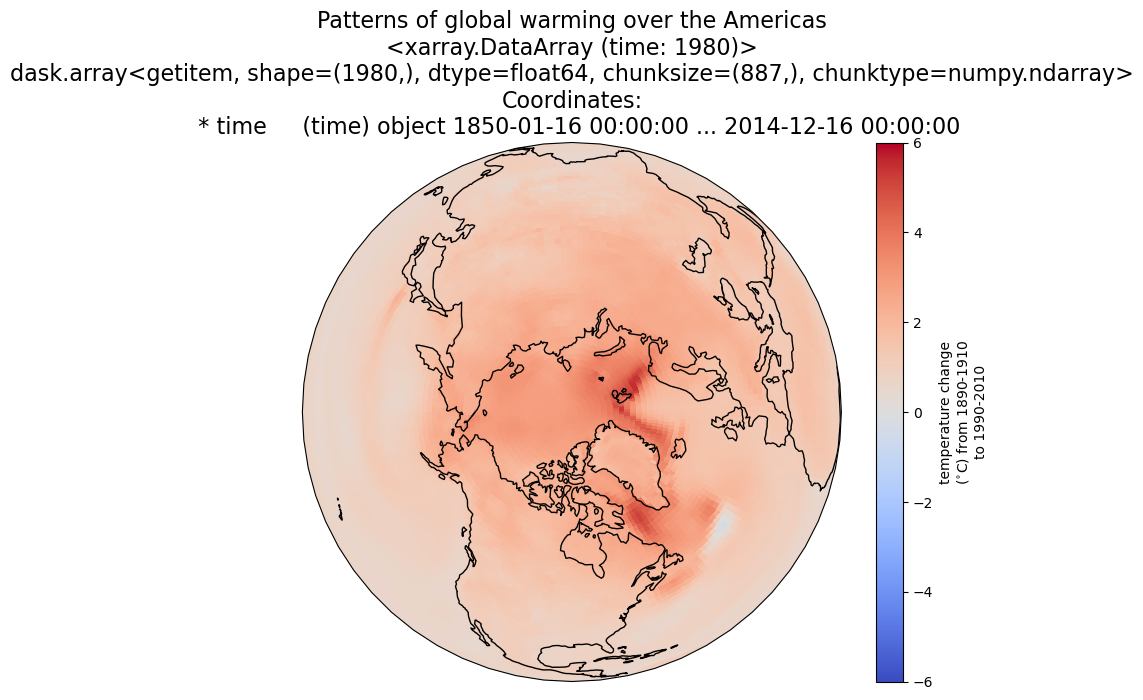 Patterns of global warming over the Americas
<xarray.DataArray (time: 1980)>
dask.array<getitem, shape=(1980,), dtype=float64, chunksize=(887,), chunktype=numpy.ndarray>
Coordinates:
* time     (time) object 1850-01-16 00:00:00 ... 2014-12-16 00:00:00
6
4
2
0
−2
−4
−6
temperature change
(°C) from 1890-1910
to 1990-2010